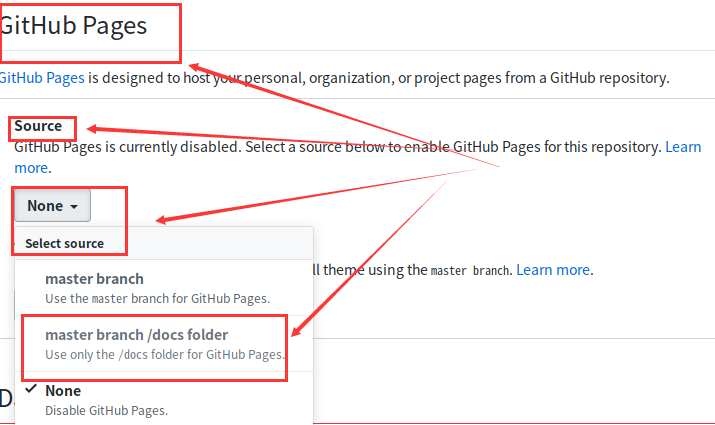 GitHub Pages
GitHub Pages is designed to host your personal, organization, or project pages from a GitHub repository.
Source
GitHub Pages is currently disabled. Select a source below to enable GitHub Pages for this repository. Learn
more.
None
Select source
master branch
Use the master branch for GitHub Pages.
ll theme using the master branch. Learn more.
master branch /docs folder
Use only the /docs folder for GitHub Pages.
None
Disable GitHub Pages.